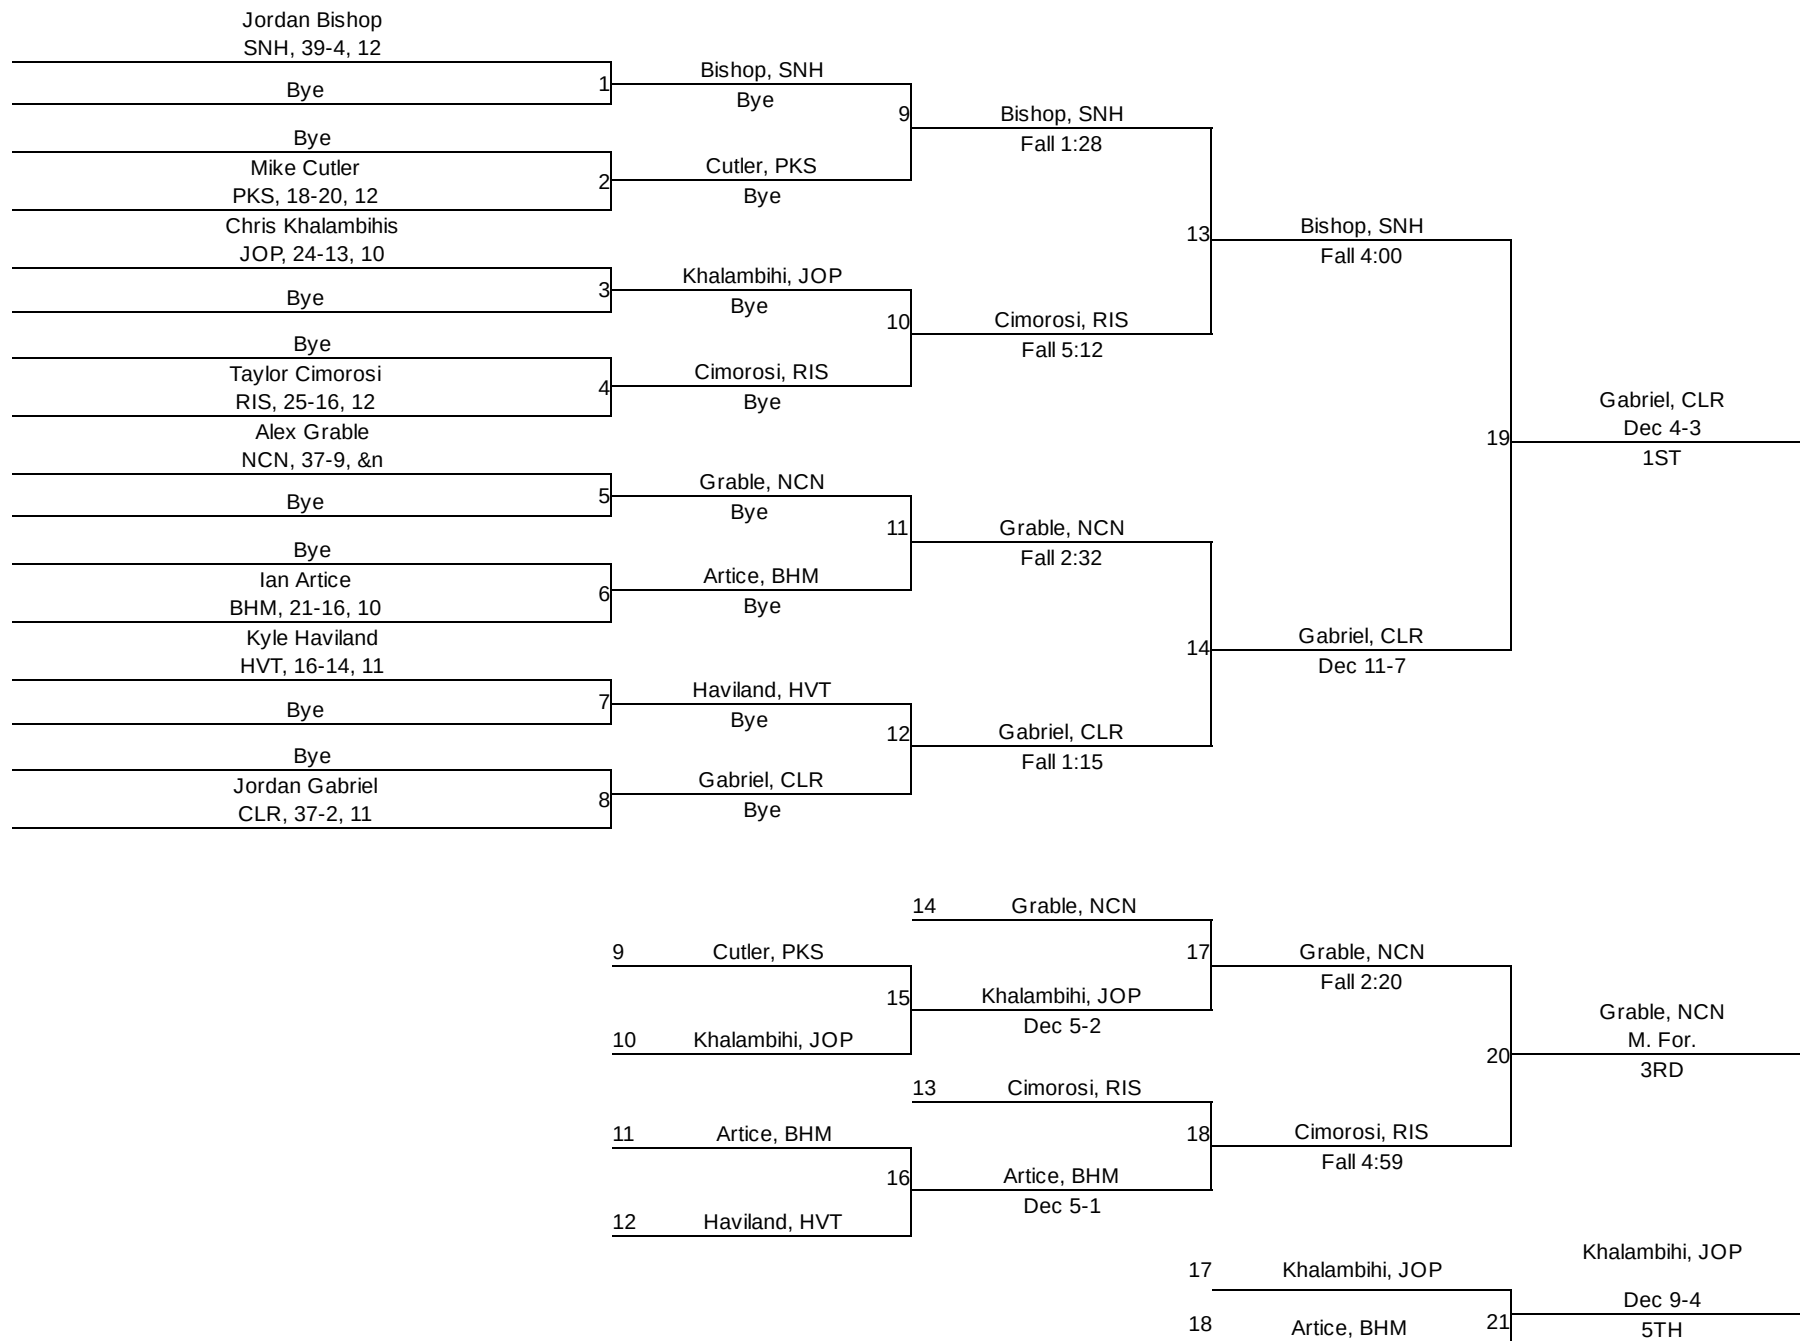 Jordan Bishop
SNH, 39-4, 12
Bye
1
Bye
Mike Cutler
PKS, 18-20, 12
2
Chris Khalambihis
JOP, 24-13, 10
Bye
3
Bye
Taylor Cimorosi
RIS, 25-16, 12
4
Alex Grable
NCN, 37-9, &n
Bye
5
Bye
Ian Artice
BHM, 21-16, 10
6
Kyle Haviland
HVT, 16-14, 11
Bye
7
Bye
Jordan Gabriel
CLR, 37-2, 11
8
Bishop, SNH
Bye
9
Cutler, PKS
Bye
Khalambihi, JOP
Bye
10
Cimorosi, RIS
Bye
Grable, NCN
Bye
11
Artice, BHM
Bye
Haviland, HVT
Bye
12
Gabriel, CLR
Bye
Bishop, SNH
Fall 1:28
13
Cimorosi, RIS
Fall 5:12
Grable, NCN
Fall 2:32
14
Gabriel, CLR
Fall 1:15
Bishop, SNH
Fall 4:00
19
Gabriel, CLR
Dec 11-7
Gabriel, CLR
Dec 4-3
1ST
14 Grable, NCN
9 Cutler, PKS
17
15
Khalambihi, JOP
Dec 5-2
10 Khalambihi, JOP
13 Cimorosi, RIS
11 Artice, BHM
18
16
Artice, BHM
Dec 5-1
12 Haviland, HVT
Grable, NCN
Fall 2:20
20
Cimorosi, RIS
Fall 4:59
Grable, NCN
M. For.
3RD
17 Khalambihi, JOP
18 Artice, BHM
21
Khalambihi, JOP
Dec 9-4
5TH